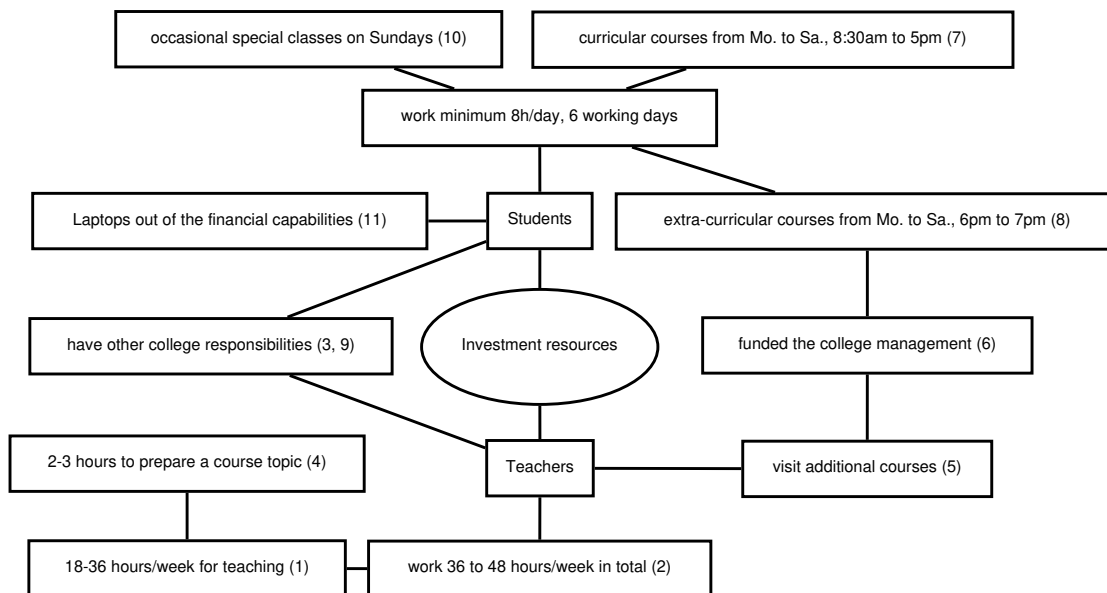 occasional special classes on Sundays (10)
curricular courses from Mo. to Sa., 8:30am to 5pm (7)
work minimum 8h/day, 6 working days
Laptops out of the financial capabilities (11)
Students
extra-curricular courses from Mo. to Sa., 6pm to 7pm (8)
have other college responsibilities (3, 9)
Investment resources
funded the college management (6)
2-3 hours to prepare a course topic (4)
Teachers
visit additional courses (5)
18-36 hours/week for teaching (1)
work 36 to 48 hours/week in total (2)